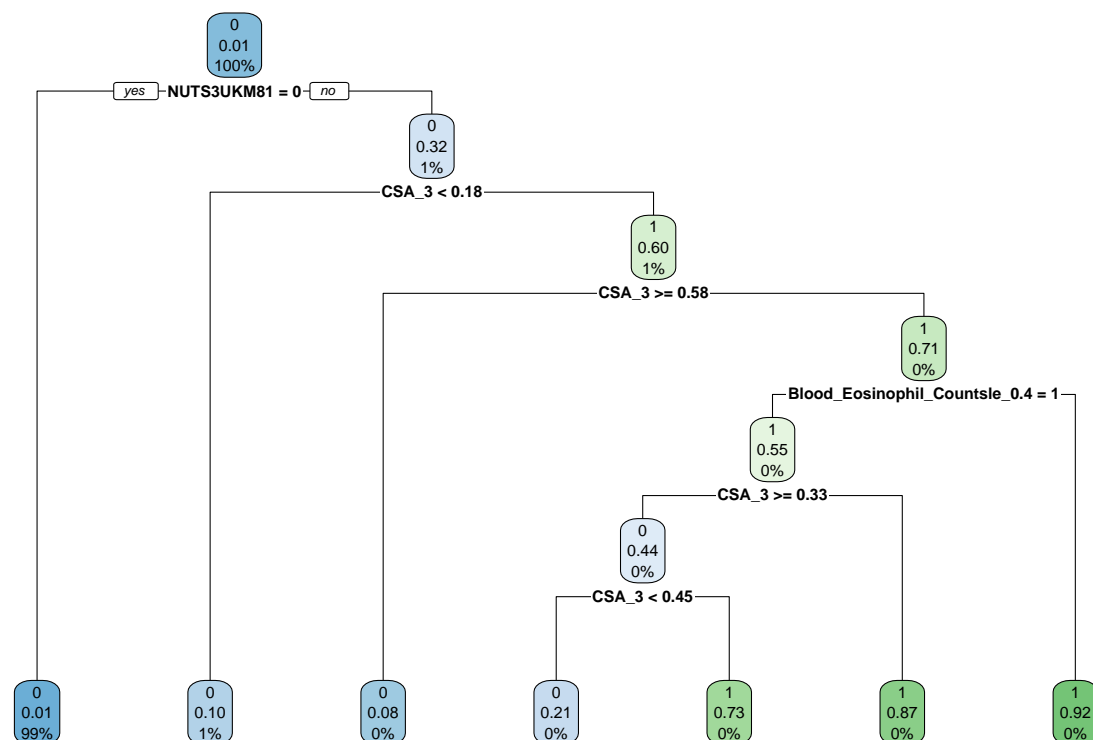 0
0.01
100%
yes NUTS3UKM81 = 0 no
0
0.32
1%
CSA_3 < 0.18
1
0.60
1%
CSA_3 >= 0.58
1
0.71
0%
Blood_Eosinophil_Countsle_0.4 = 1
1
0.55
0%
CSA_3 >= 0.33
0
0.44
0%
CSA_3 < 0.45
0 0 0 0 1 1 1
0.01 0.10 0.08 0.21 0.73 0.87 0.92
99% 1% 0% 0% 0% 0% 0%